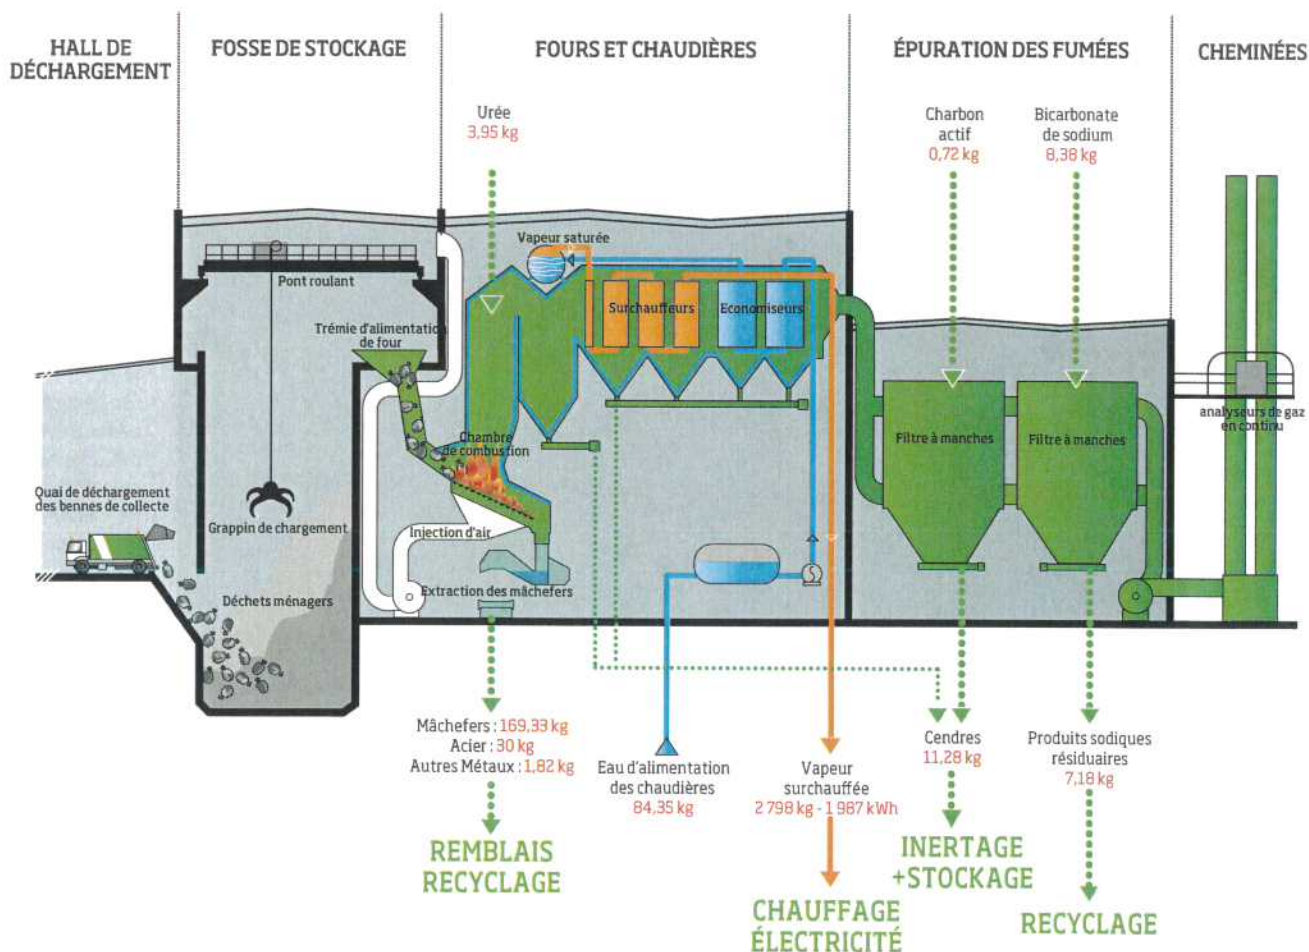 HALL DE
DÉCHARGEMENT
FOSSE DE STOCKAGE
FOURS ET CHAUDIÈRES
ÉPURATION DES FUMÉES
CHEMINÉES
Urée
3,95 kg
Charbon
actif
0,72 kg
Bicarbonate
de sodium
8,38 kg
Vapeur saturée
Pont roulant
Surchauffeurs
Economiseurs
Trémie d'alimentation
de four
analyseurs de gaz
en continu
Chambre
de combustion
Filtre à manches
Filtre à manches
Quai de déchargement
des bennes de collecte
Grappin de chargement
Injection d'air
Extraction des mâchefers
Déchets ménagers
Mâchefers : 169,33 kg
Acier : 30 kg
Autres Métaux : 1,82 kg
Eau d'alimentation
des chaudières
84,35 kg
Vapeur
surchauffée
2 798 kg - 1 987 kWh
Cendres
11,28 kg
Produits sodiques
résiduaires
7,18 kg
REMBLAIS
RECYCLAGE
CHAUFFAGE
ÉLECTRICITÉ
INERTAGE
+STOCKAGE
RECYCLAGE